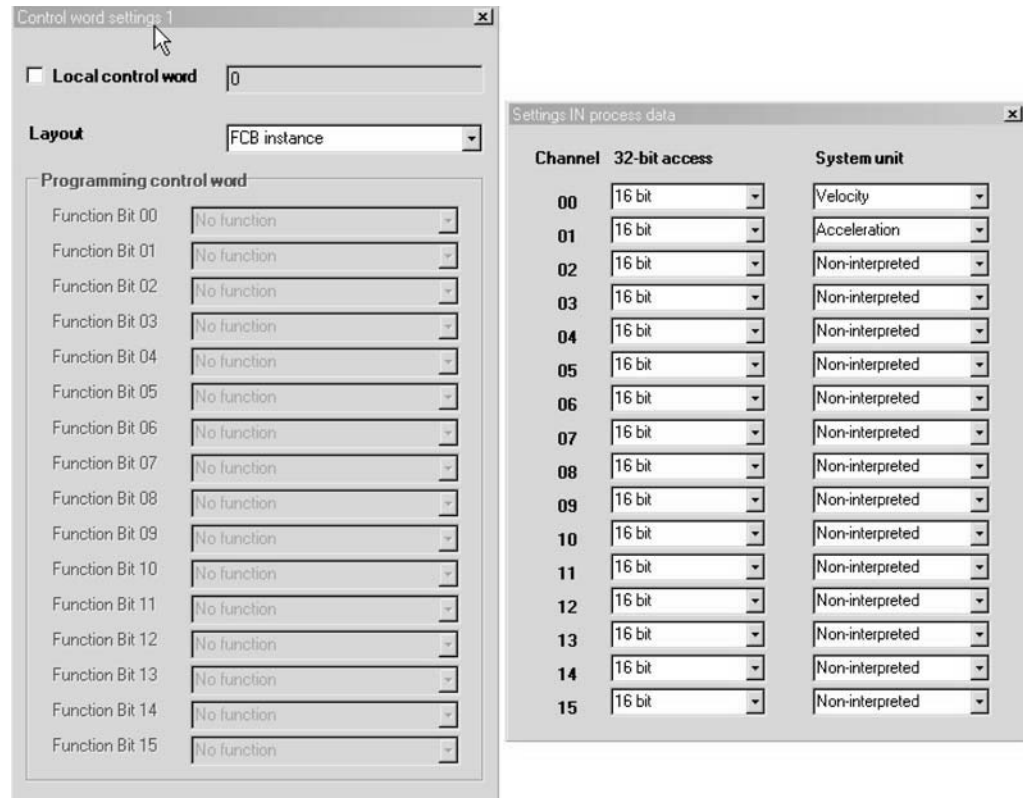 Control word settings 1
Local control word 0
Layout FCB instance
Programming control word
Function Bit 00 No function
Function Bit 01 No function
Function Bit 02 No function
Function Bit 03 No function
Function Bit 04 No function
Function Bit 05 No function
Function Bit 06 No function
Function Bit 07 No function
Function Bit 08 No function
Function Bit 09 No function
Function Bit 10 No function
Function Bit 11 No function
Function Bit 12 No function
Function Bit 13 No function
Function Bit 14 No function
Function Bit 15 No function
Settings IN process data
Channel 32-bit access System unit
00 16 bit Velocity
01 16 bit Acceleration
02 16 bit Non-interpreted
03 16 bit Non-interpreted
04 16 bit Non-interpreted
05 16 bit Non-interpreted
06 16 bit Non-interpreted
07 16 bit Non-interpreted
08 16 bit Non-interpreted
09 16 bit Non-interpreted
10 16 bit Non-interpreted
11 16 bit Non-interpreted
12 16 bit Non-interpreted
13 16 bit Non-interpreted
14 16 bit Non-interpreted
15 16 bit Non-interpreted